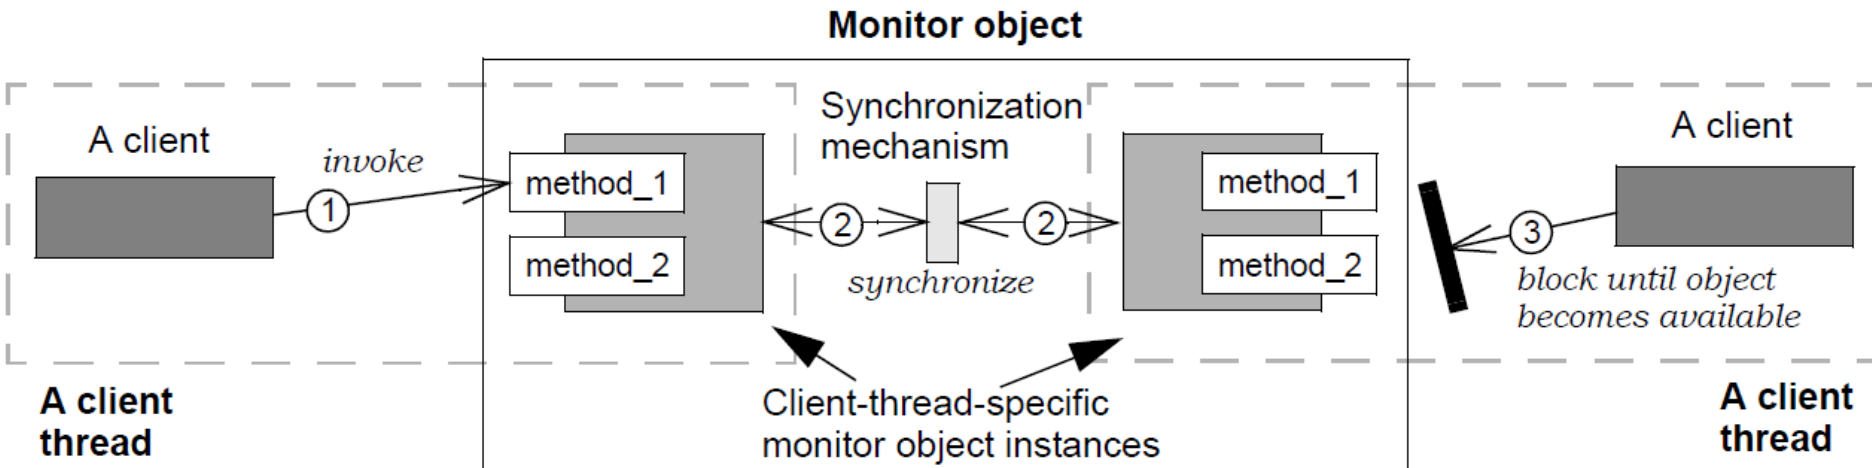 Monitor object
A client
invoke
1
method_1
method_2
Synchronization
mechanism
2
2
synchronize
method_1
method_2
A client
3
block until object
becomes available
A client
thread
Client-thread-specific
monitor object instances
A client
thread